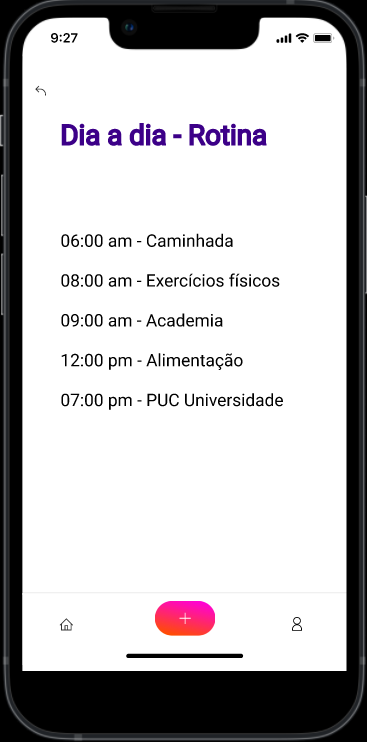 9:27
Dia a dia - Rotina
06:00 am - Caminhada
08:00 am - Exercícios físicos
09:00 am - Academia
12:00 pm - Alimentação
07:00 pm - PUC Universidade